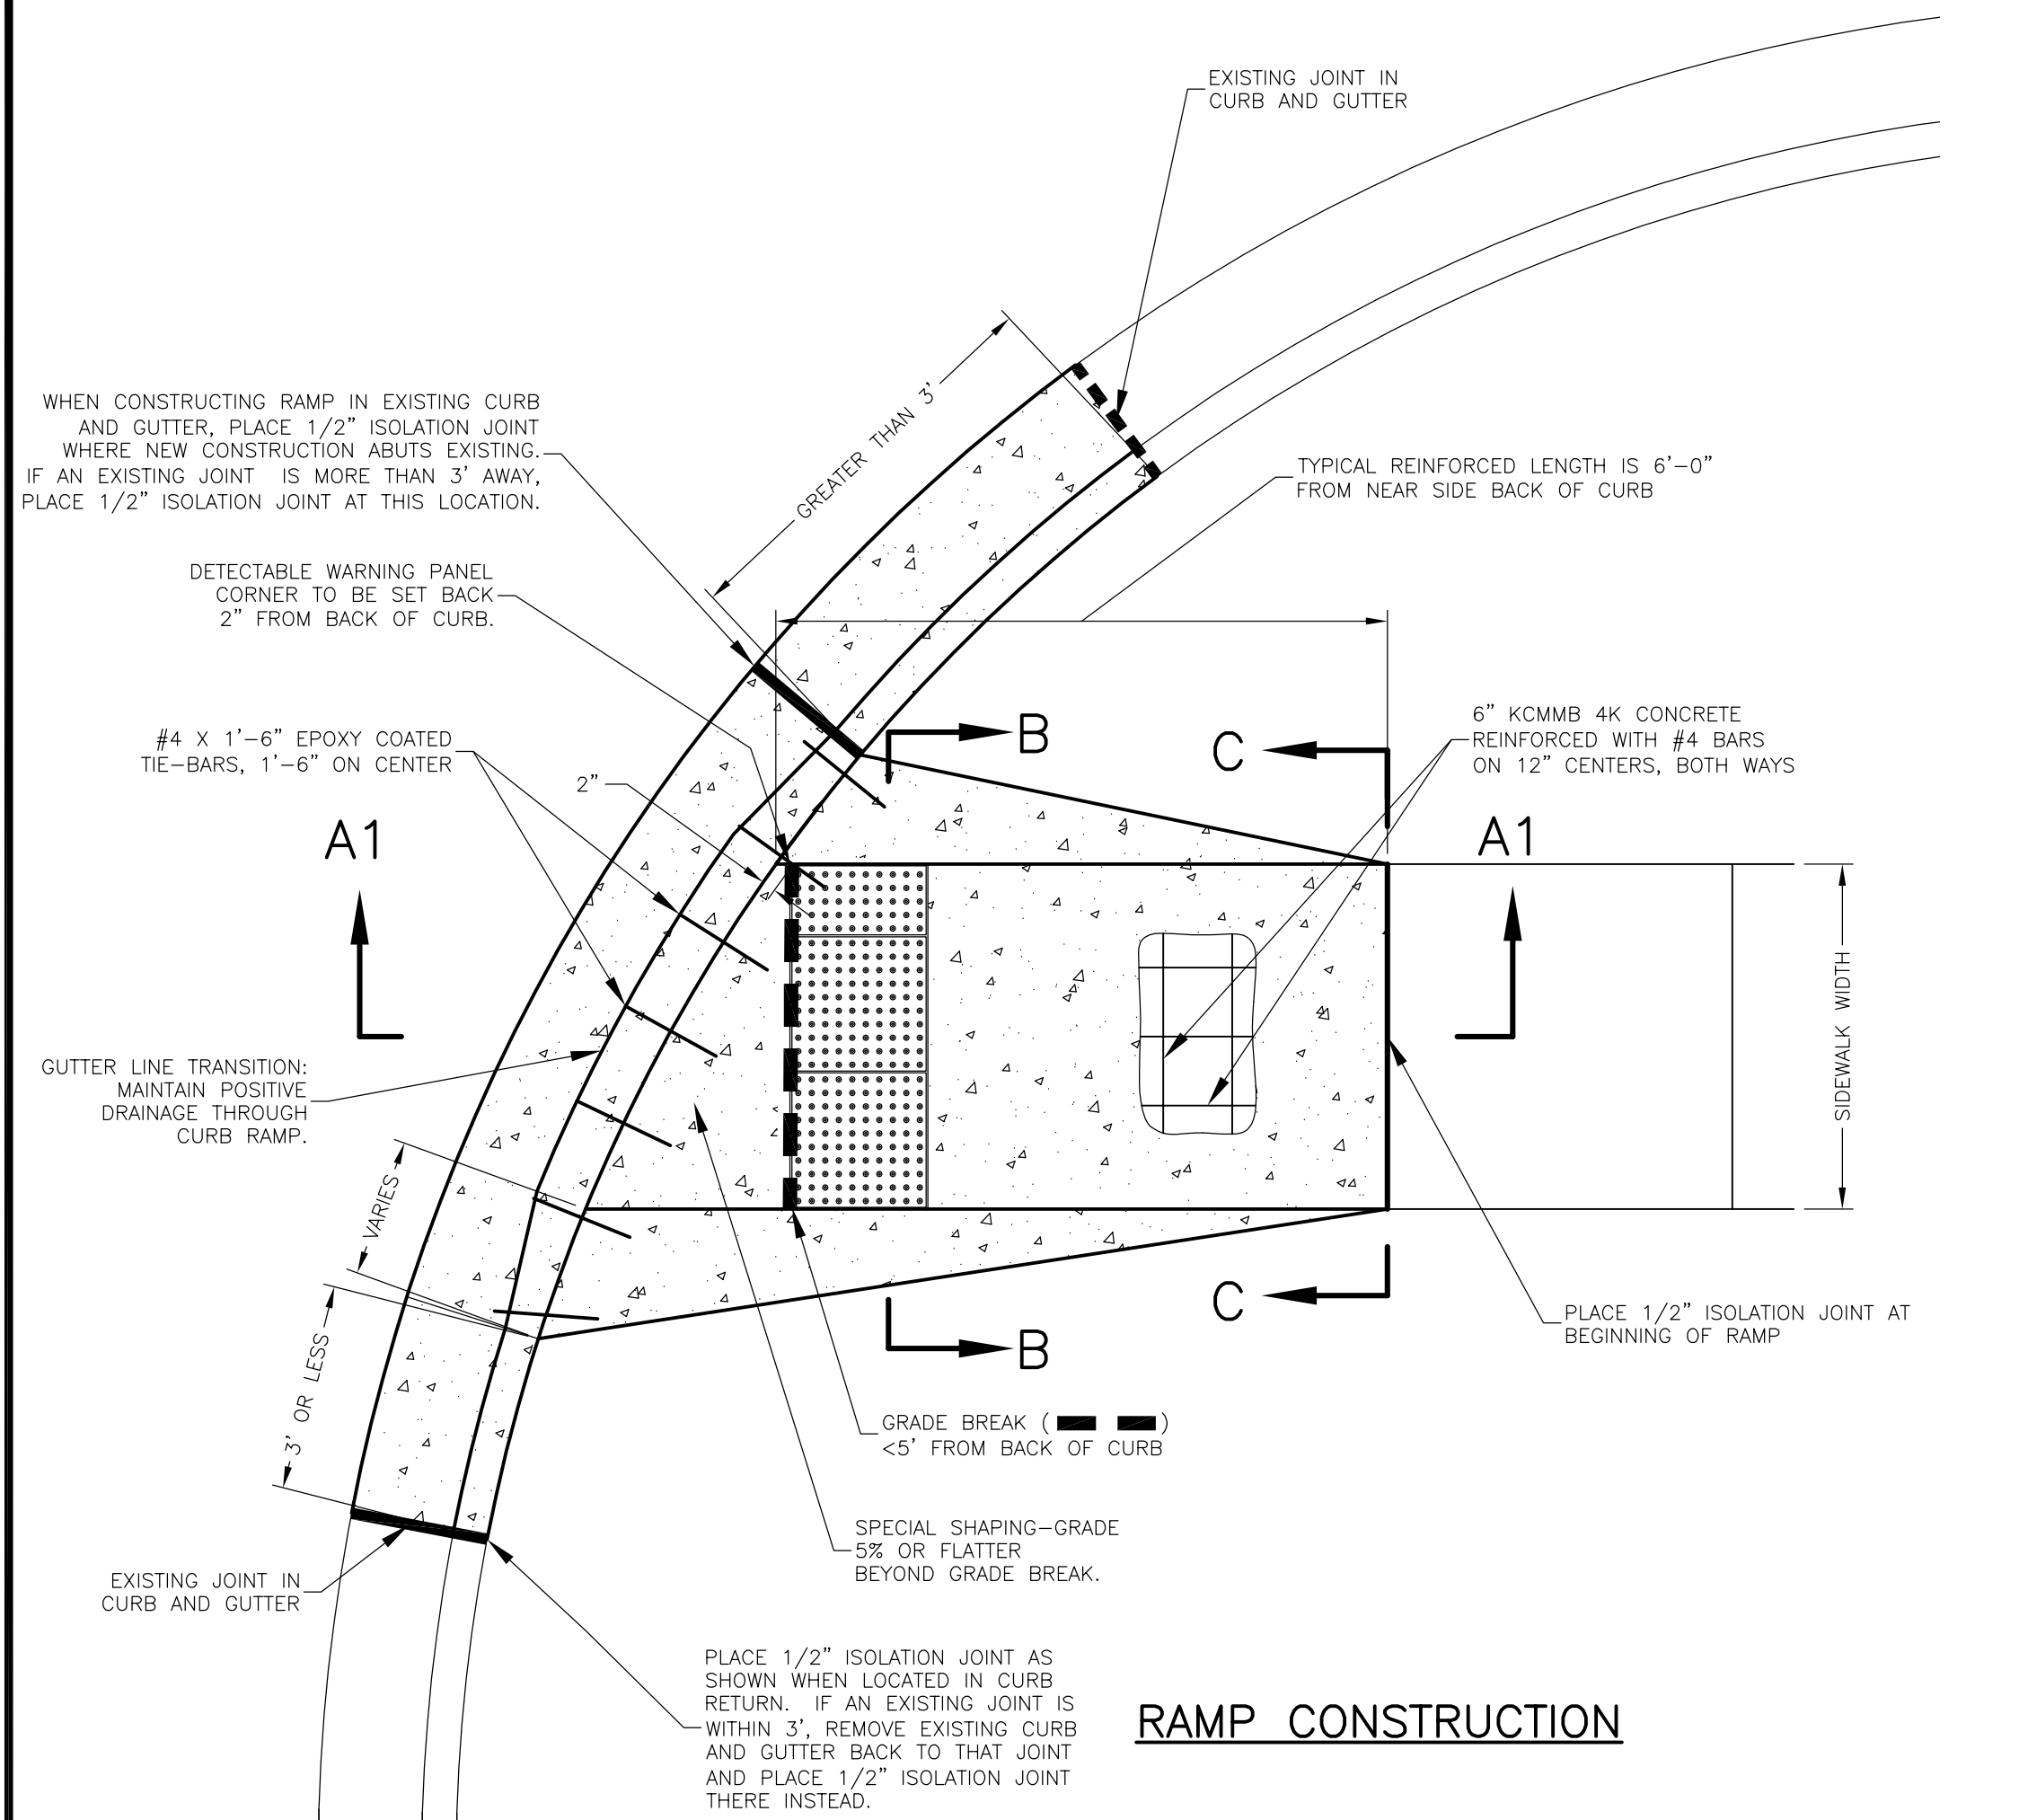 EXISTING JOINT IN
CURB AND GUTTER
GREATER THAN 3'
WHEN CONSTRUCTING RAMP IN EXISTING CURB
AND GUTTER, PLACE 1/2" ISOLATION JOINT
WHERE NEW CONSTRUCTION ABUTS EXISTING.
IF AN EXISTING JOINT IS MORE THAN 3' AWAY,
PLACE 1/2" ISOLATION JOINT AT THIS LOCATION.
TYPICAL REINFORCED LENGTH IS 6'-0"
FROM NEAR SIDE BACK OF CURB
DETECTABLE WARNING PANEL
CORNER TO BE SET BACK
2" FROM BACK OF CURB.
#4 X 1'-6" EPOXY COATED
TIE-BARS, 1'-6" ON CENTER
2"
B
C
6" KCMMB 4K CONCRETE
REINFORCED WITH #4 BARS
ON 12" CENTERS, BOTH WAYS
A1
A1
SIDEWALK WIDTH
GUTTER LINE TRANSITION:
MAINTAIN POSITIVE
DRAINAGE THROUGH
CURB RAMP.
VARIES
3' OR LESS
B
C
PLACE 1/2" ISOLATION JOINT AT
BEGINNING OF RAMP
GRADE BREAK ( )
<5' FROM BACK OF CURB
SPECIAL SHAPING-GRADE
5% OR FLATTER
BEYOND GRADE BREAK.
EXISTING JOINT IN
CURB AND GUTTER
PLACE 1/2" ISOLATION JOINT AS
SHOWN WHEN LOCATED IN CURB
RETURN. IF AN EXISTING JOINT IS
WITHIN 3', REMOVE EXISTING CURB
AND GUTTER BACK TO THAT JOINT
AND PLACE 1/2" ISOLATION JOINT
THERE INSTEAD.
RAMP CONSTRUCTION